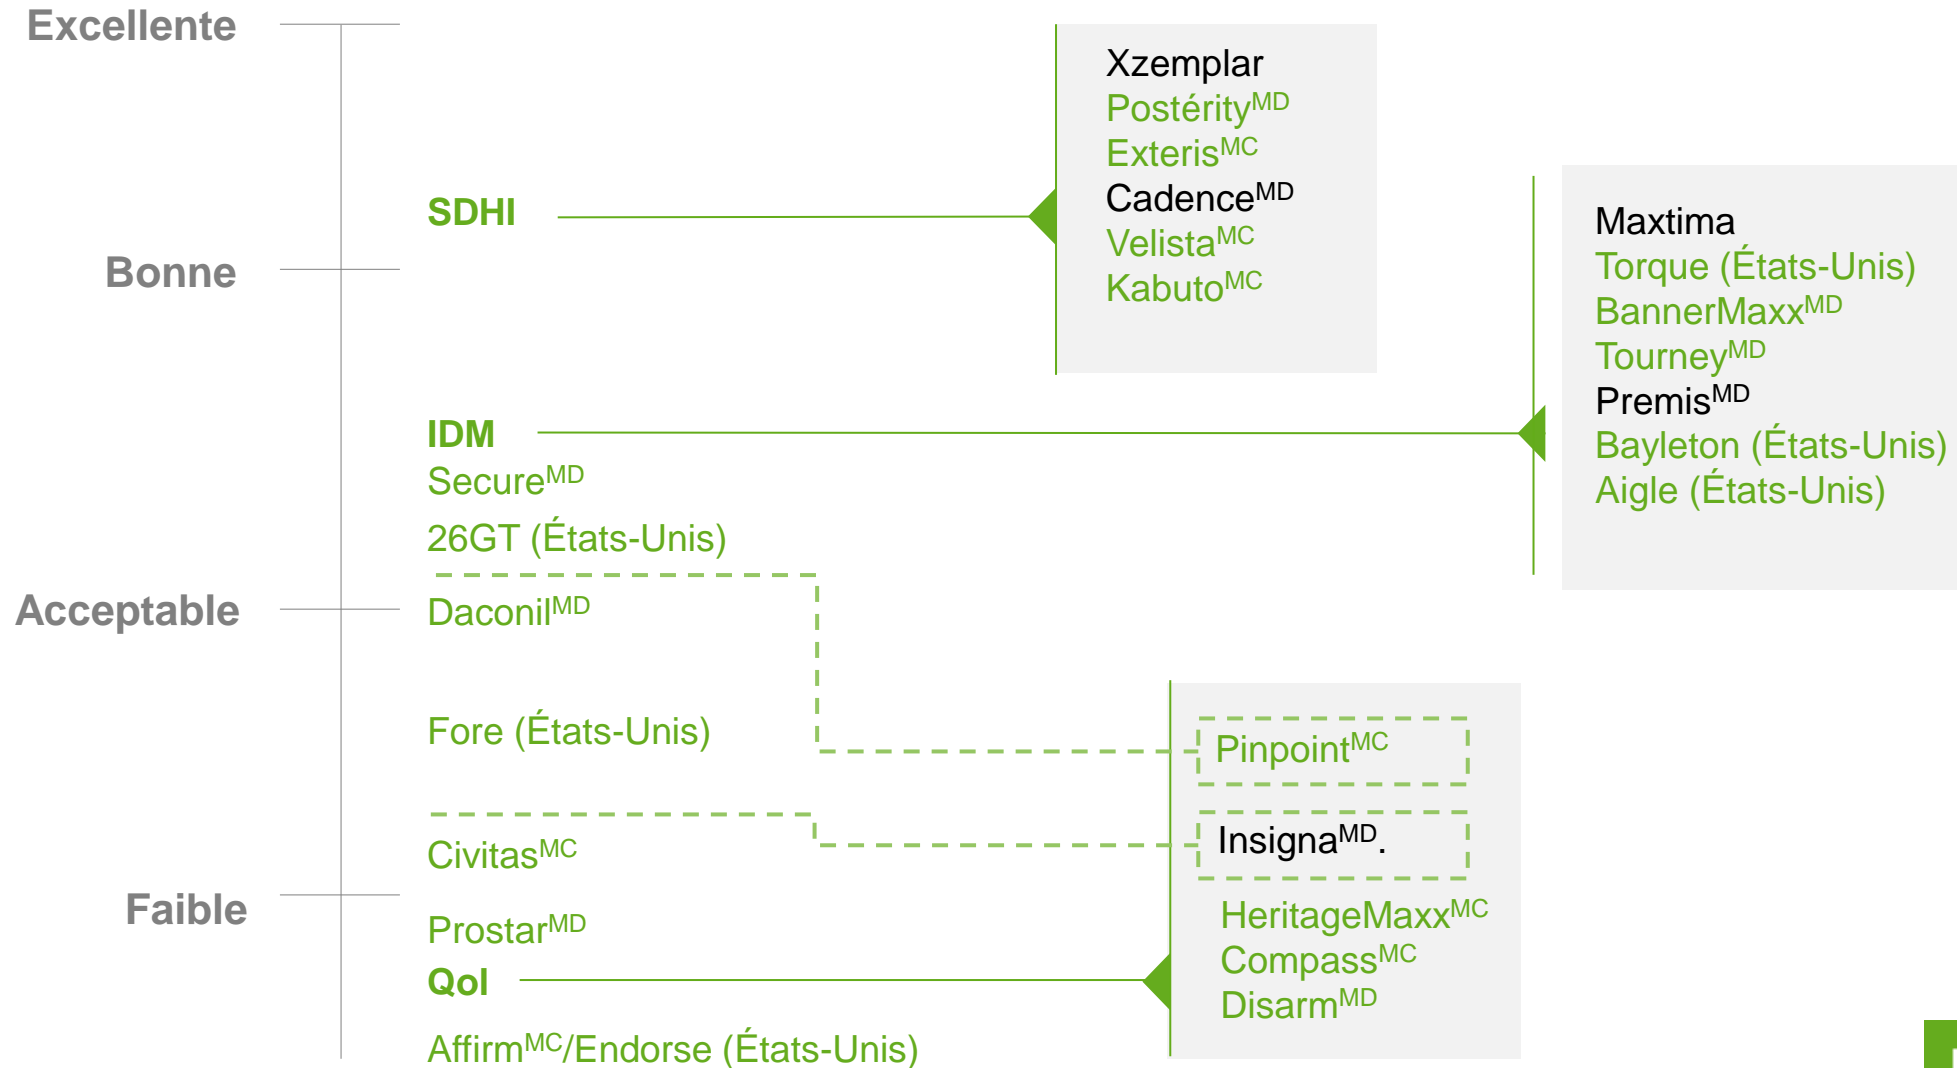 Excellente
Bonne
Acceptable
Faible
SDHI
IDM
Secure^MD
26GT (États-Unis)
Daconil^MD
Fore (États-Unis)
Civitas^MC
Prostar^MD
QoI
Affirm^MC/Endorse (États-Unis)
Xzemplar
Postérity^MD
Exteris^MC
Cadence^MD
Velista^MC
Kabuto^MC
Maxtima
Torque (États-Unis)
BannerMaxx^MD
Tourney^MD
Premis^MD
Bayleton (États-Unis)
Aigle (États-Unis)
Pinpoint^MC
Insigna^MD.
HeritageMaxx^MC
Compass^MC
Disarm^MD